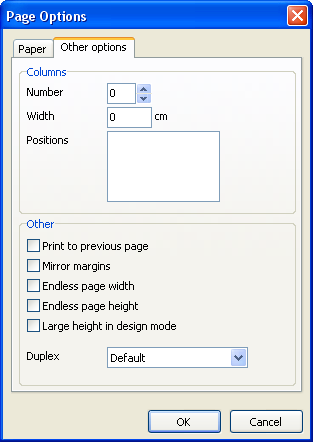 Page Options
Paper Other options
Columns
Number 0
Width 0 cm
Positions
Other
Print to previous page
Mirror margins
Endless page width
Endless page height
Large height in design mode
Duplex Default
OK Cancel